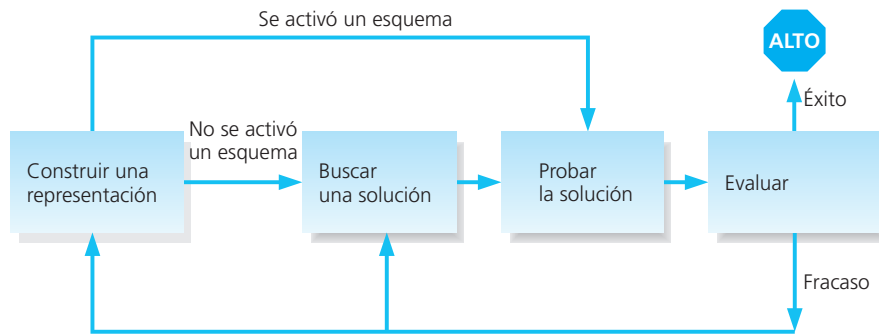 Se activó un esquema
ALTO
Éxito
No se activó
un esquema
Construir una
representación
Buscar
una solución
Probar
la solución
Evaluar
Fracaso